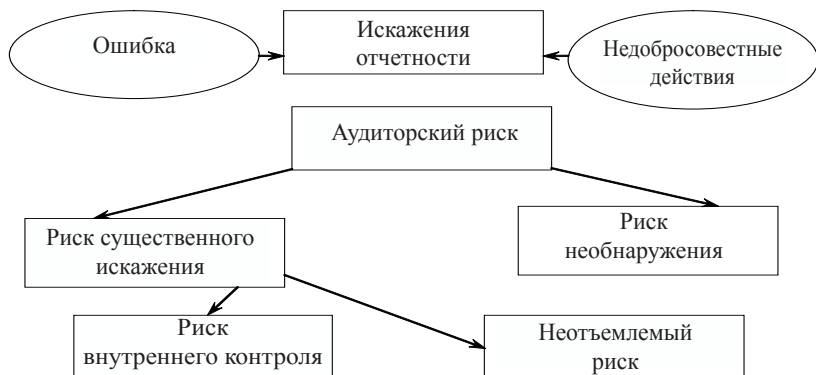 Ошибка
Искажения
отчетности
Недобросовестные
действия
Аудиторский риск
Риск существенного
искажения
Риск
необнаружения
Риск
внутреннего контроля
Неотъемлемый
риск